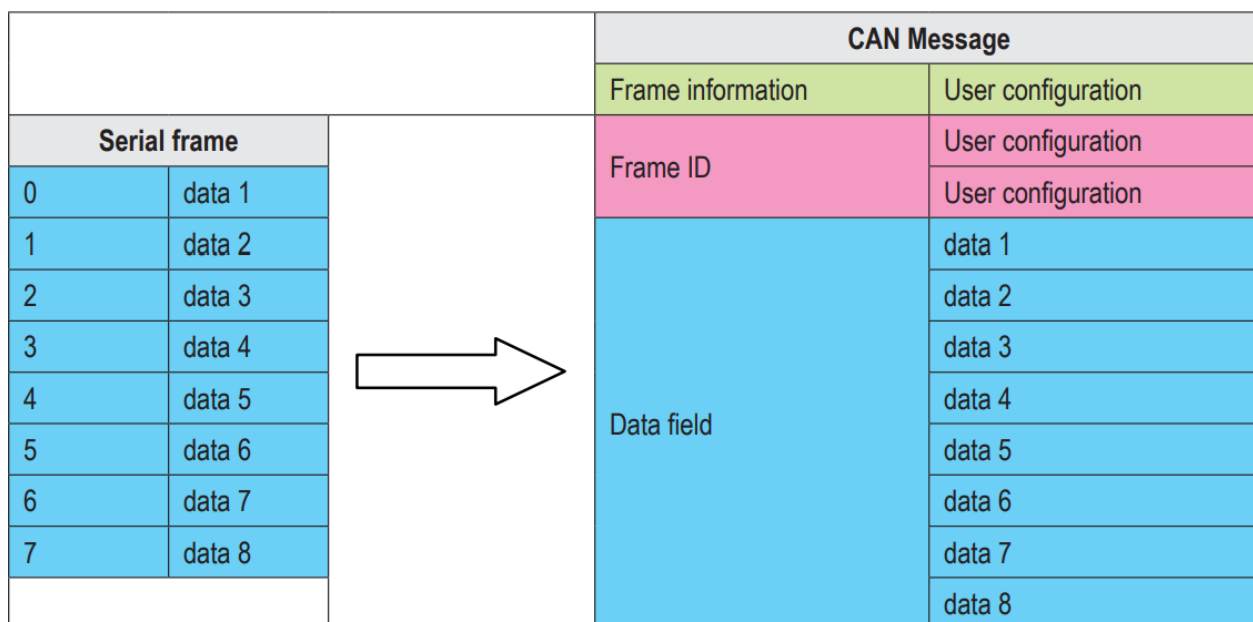 CAN Message
Frame information User configuration
Serial frame
Frame ID
User configuration
User configuration
0 data 1
1 data 2
2 data 3
3 data 4
4 data 5
5 data 6
6 data 7
7 data 8
Data field
data 1
data 2
data 3
data 4
data 5
data 6
data 7
data 8